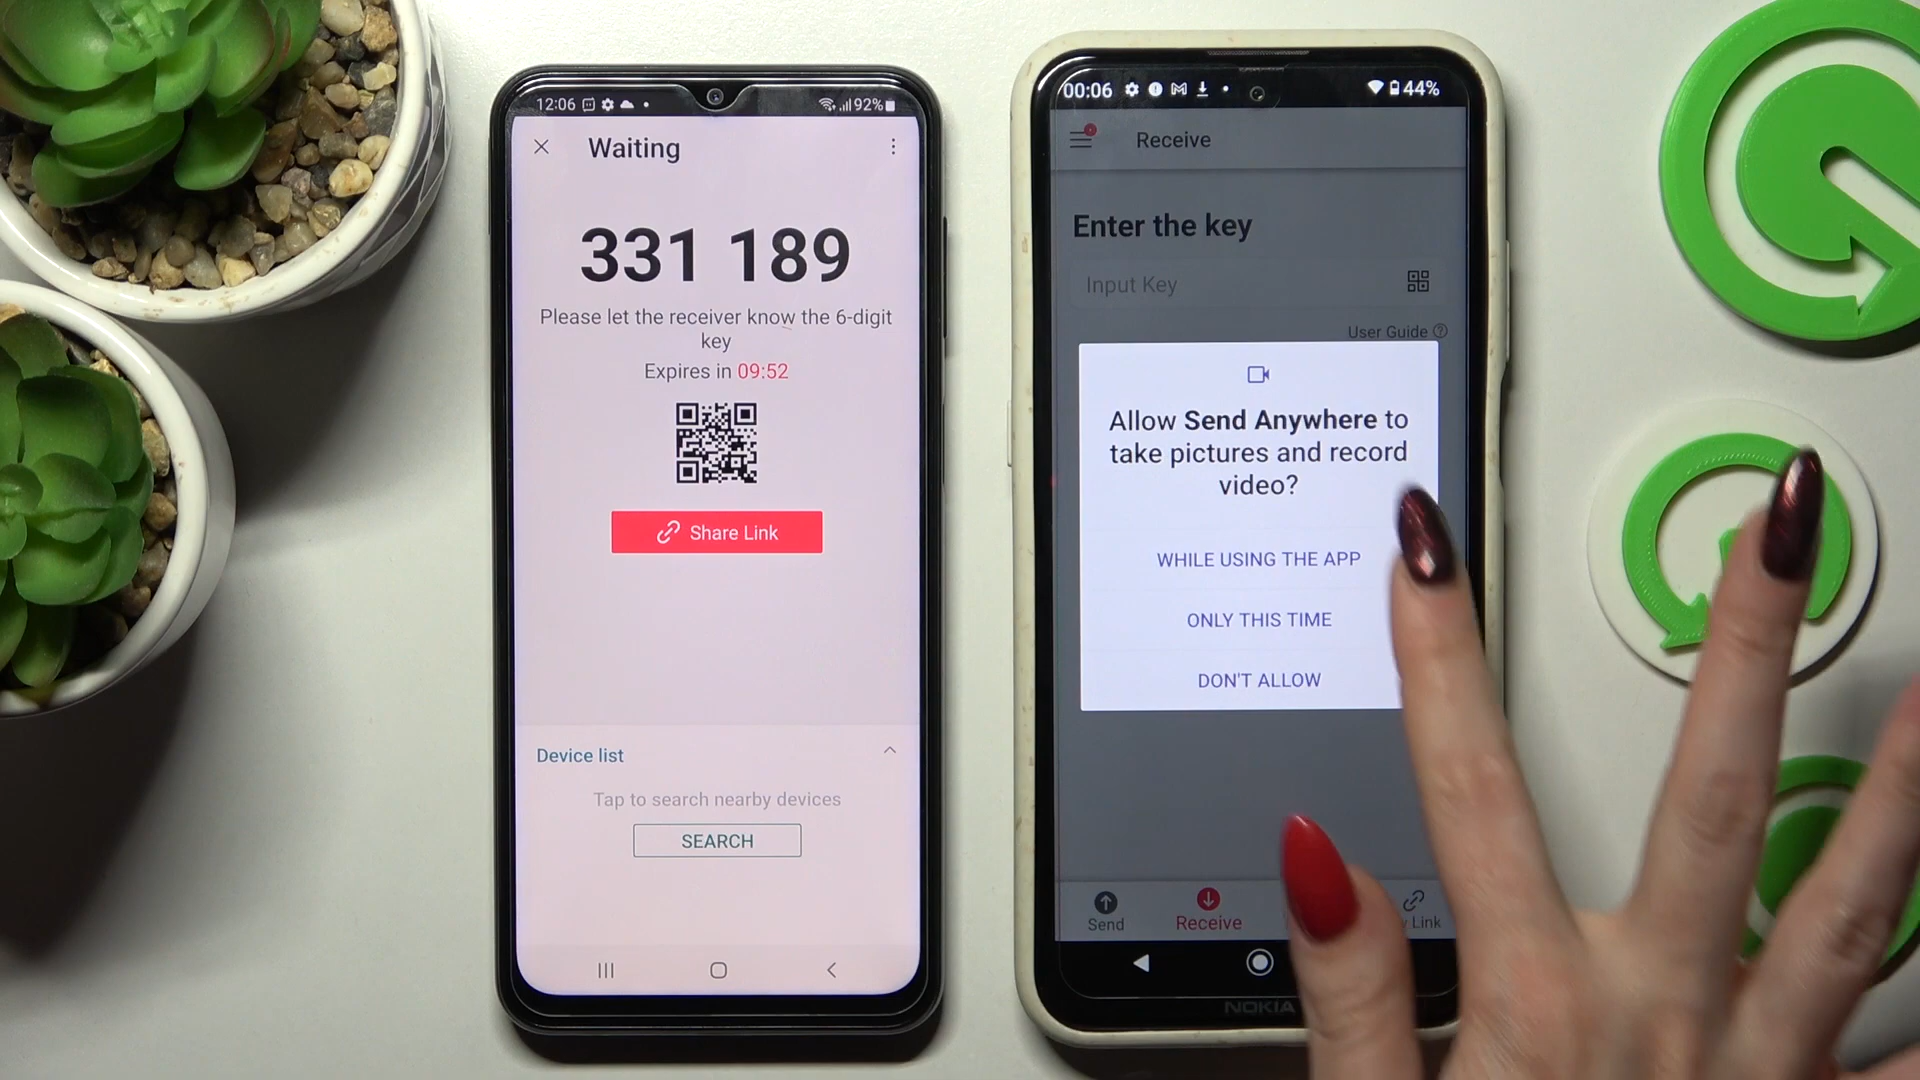 12:06
92%
Waiting
331 189
Please let the receiver know the 6-digit
key
Expires in 09:52
Share Link
Device list
Tap to search nearby devices
SEARCH
00:06
44%
Receive
Enter the key
Input Key
User Guide
Allow Send Anywhere to
take pictures and record
video?
WHILE USING THE APP
ONLY THIS TIME
DON'T ALLOW
Send
Receive
Link
NOKIA